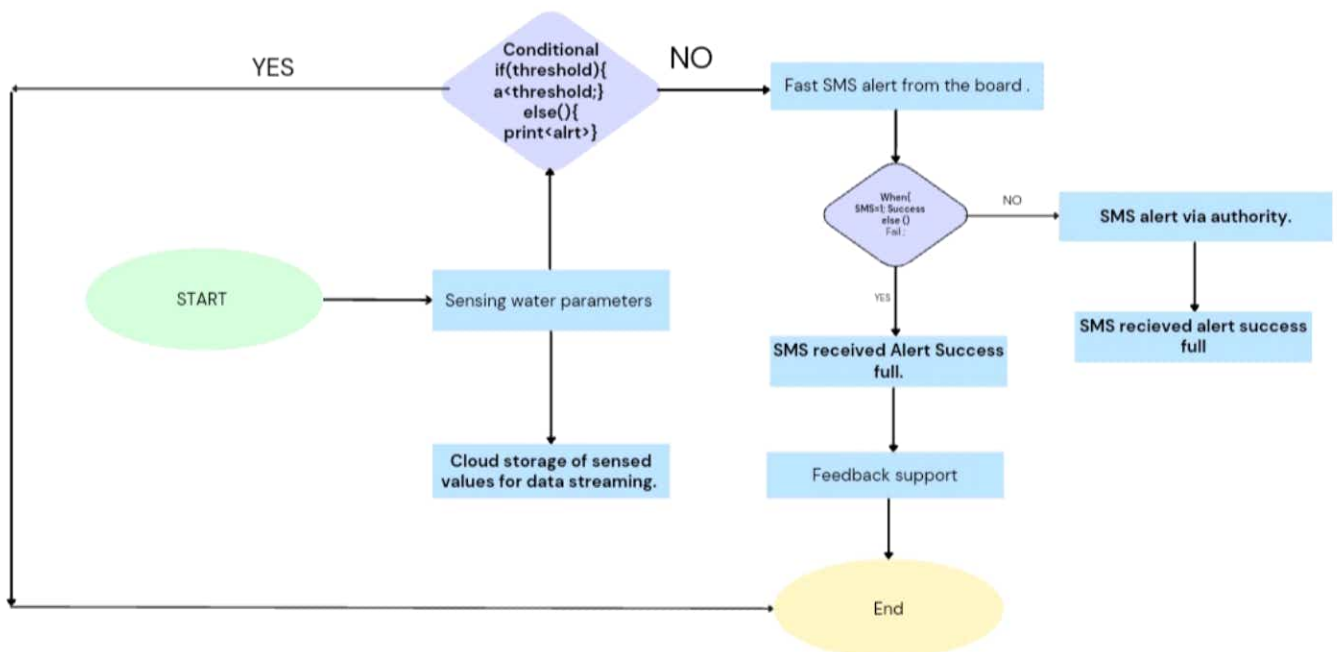 YES
Conditional
if(threshold){
a<threshold;}
else(){
print<alrt>}
NO
Fast SMS alert from the board .
When{
SMS=1; Success
else ()
Fail ;
NO
SMS alert via authority.
START
Sensing water parameters
YES
SMS recieved alert success
full
SMS received Alert Success
full.
Cloud storage of sensed
values for data streaming.
Feedback support
End